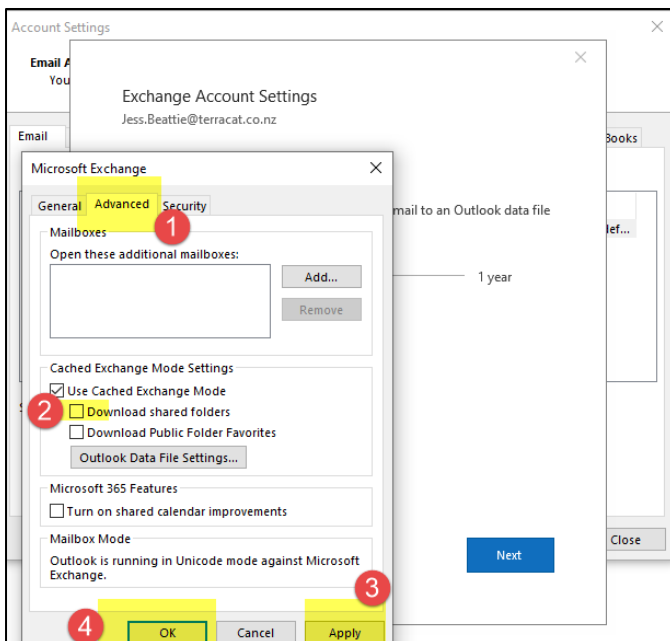 Account Settings
Email A
You
Exchange Account Settings
Jess.Beattie@terracat.co.nz
Email
Books
Microsoft Exchange
General Advanced Security
1
Mailboxes
Open these additional mailboxes:
Add...
Remove
mail to an Outlook data file
1 year
def...
Cached Exchange Mode Settings
Use Cached Exchange Mode
2
Download shared folders
Download Public Folder Favorites
Outlook Data File Settings...
Microsoft 365 Features
Turn on shared calendar improvements
Mailbox Mode
Outlook is running in Unicode mode against Microsoft
Exchange.
3
4
OK Cancel Apply
Next
Close